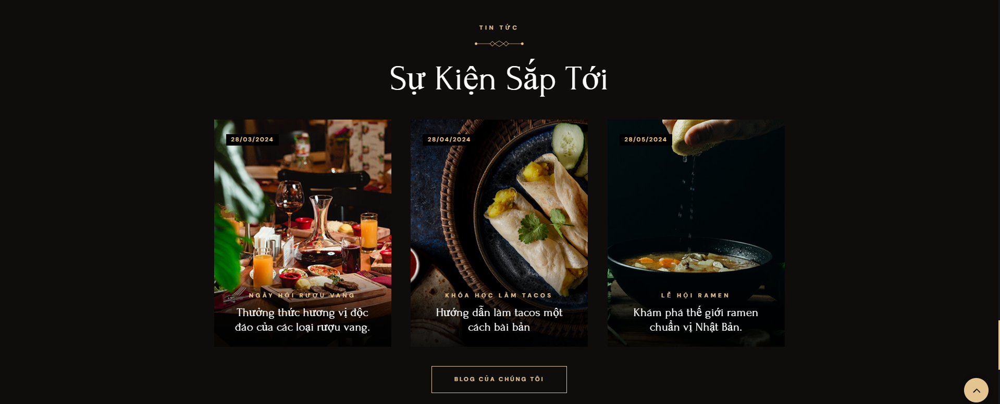 TIN TỨC
Sự Kiện Sắp Tới
28/03/2024
NGÀY HỘI RƯỢU VANG
Thưởng thức hương vị độc
đáo của các loại rượu vang.
28/04/2024
KHÓA HỌC LÀM TACOS
Hướng dẫn làm tacos một
cách bài bản
28/05/2024
LỄ HỘI RAMEN
Khám phá thế giới ramen
chuẩn vị Nhật Bản.
BLOG CỦA CHÚNG TÔI